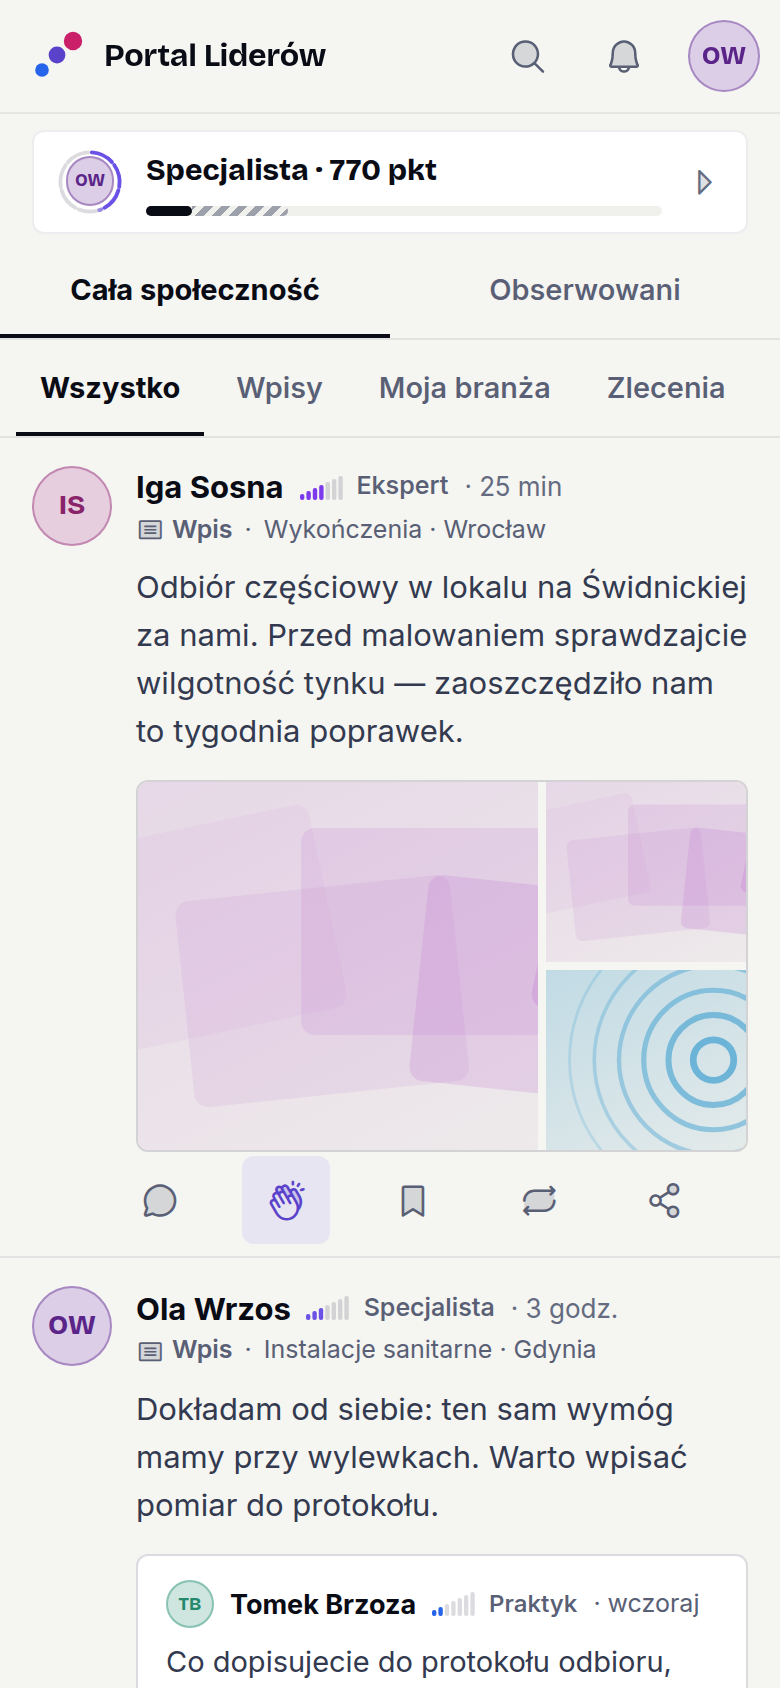 Portal Liderów
OW
OW
Specjalista · 770 pkt
Cała społeczność
Obserwowani
Wszystko
Wpisy
Moja branża
Zlecenia
IS
Iga Sosna Ekspert · 25 min
Wpis · Wykończenia · Wrocław
Odbiór częściowy w lokalu na Świdnickiej
za nami. Przed malowaniem sprawdzajcie
wilgotność tynku — zaoszczędziło nam
to tygodnia poprawek.
OW
Ola Wrzos Specjalista · 3 godz.
Wpis · Instalacje sanitarne · Gdynia
Dokładam od siebie: ten sam wymóg
mamy przy wylewkach. Warto wpisać
pomiar do protokołu.
TB
Tomek Brzoza Praktyk · wczoraj
Co dopisujecie do protokołu odbioru,